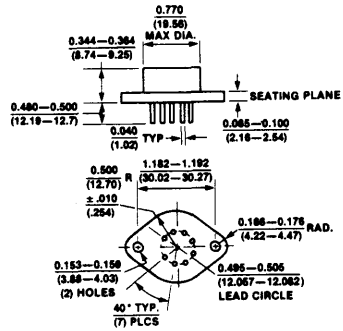 0.770
(19.56)
MAX DIA.
0.344—0.364
(8.74—9.25)
SEATING PLANE
0.480—0.500
(12.19—12.7)
0.085—0.100
(2.16—2.54)
0.040 TYP
(1.02)
0.500 R
(12.70)
1.182—1.192
(30.02—30.27)
± .010
(.254)
0.166—0.176 RAD.
(4.22—4.47)
0.153—0.159
(3.88—4.03)
(2) HOLES
0.495—0.505
(12.057—12.082)
LEAD CIRCLE
40° TYP.
(7) PLCS